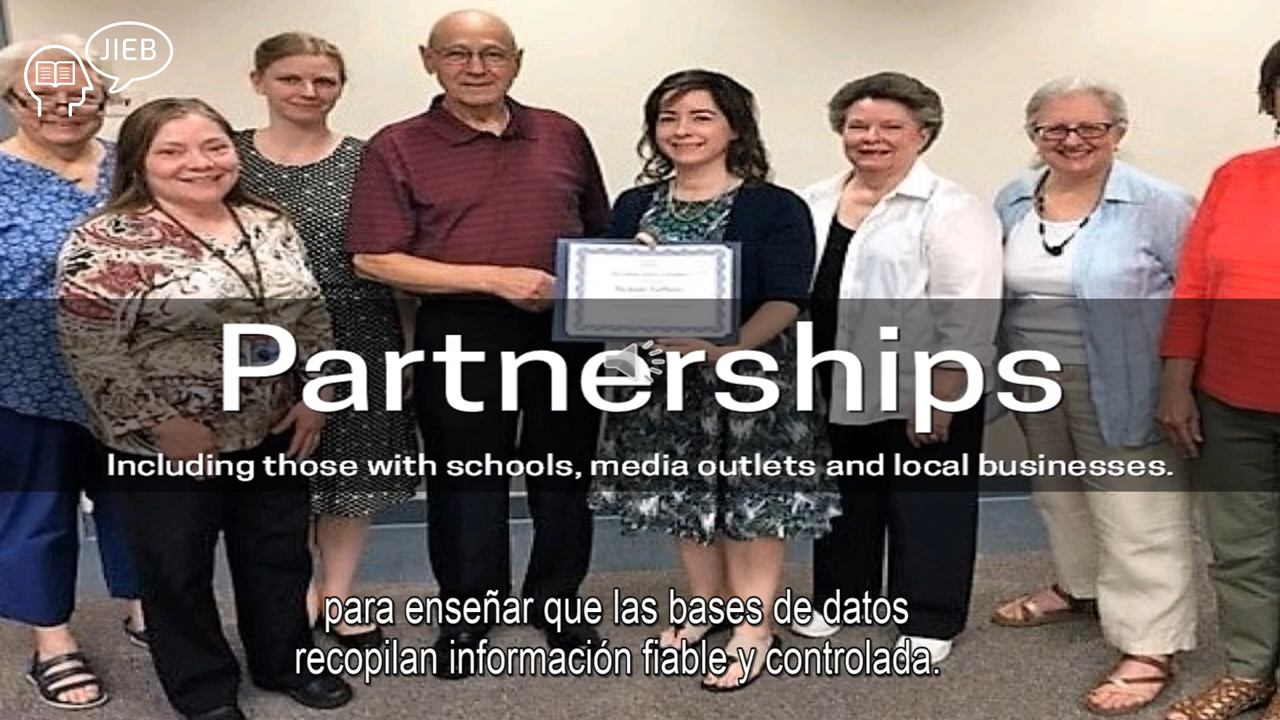 JIEB
Partnerships
Including those with schools, media outlets and local businesses.
para enseñar que las bases de datos
recopilan información fiable y controlada.